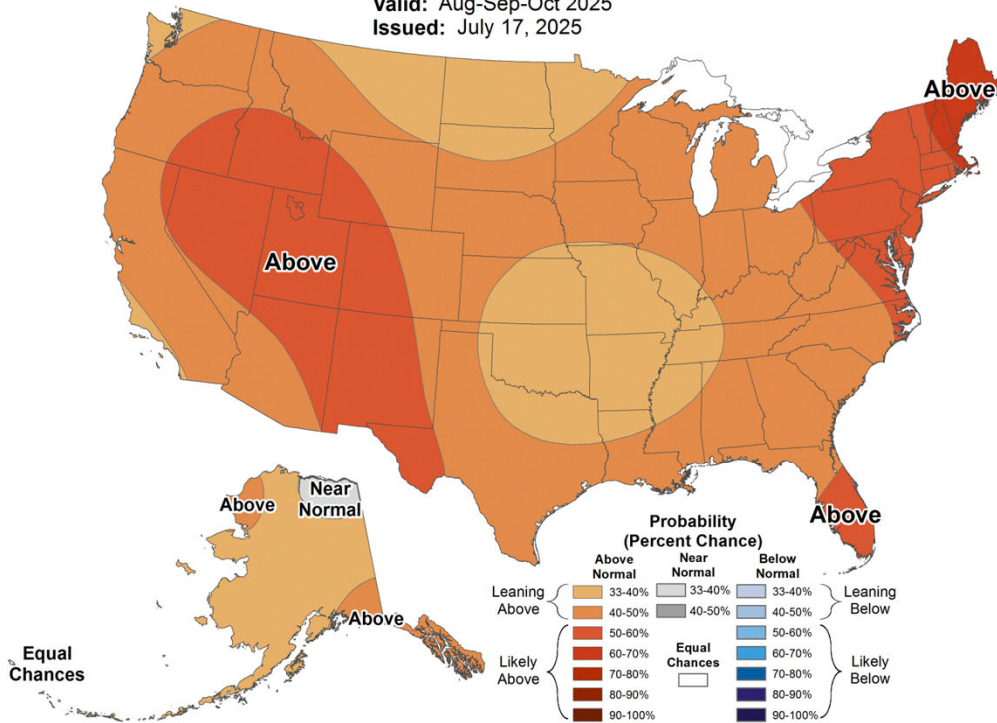 Valid: Aug-Sep-Oct 2025
Issued: July 17, 2025
Above
Above
Above
Above
Near
Normal
Above
Equal
Chances
Probability
(Percent Chance)
Above
Normal
Near
Normal
Below
Normal
Leaning
Above
33-40%
33-40%
33-40%
Leaning
Below
40-50%
40-50%
40-50%
50-60%
50-60%
Likely
Above
60-70%
Equal
Chances
60-70%
Likely
Below
70-80%
70-80%
80-90%
80-90%
90-100%
90-100%